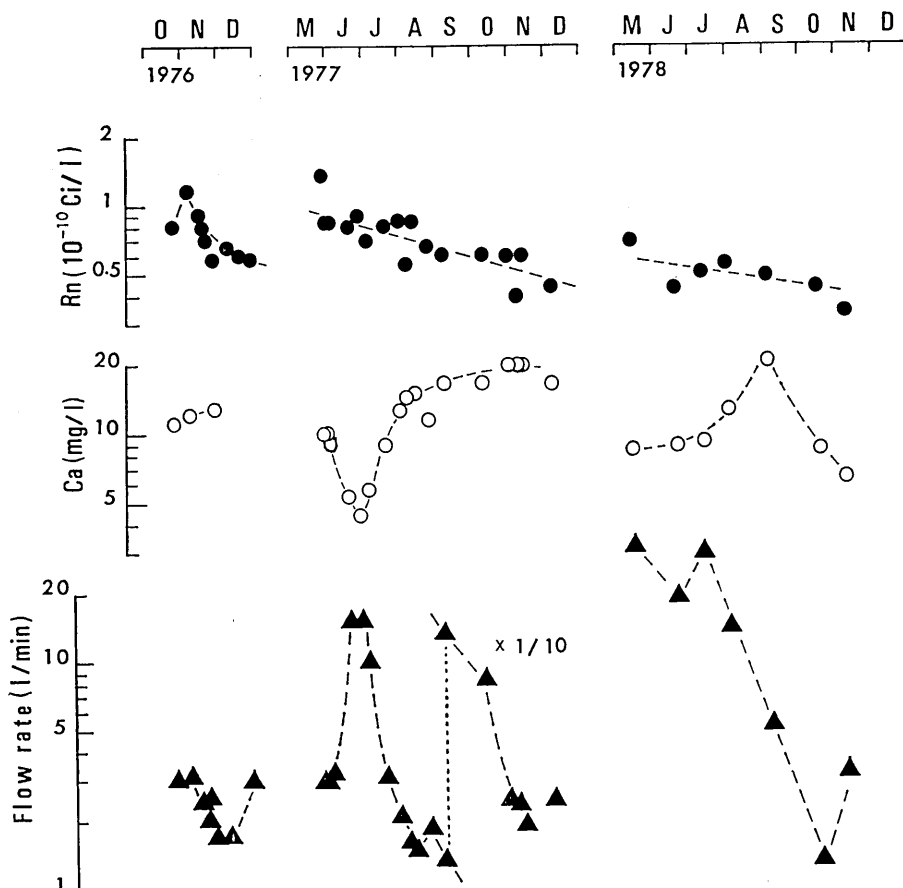 O N D M J J A S O N D M J A S O N D
1976 1977 1978
Rn (10⁻¹⁰ Ci/l)
2
1
0.5
Ca (mg/l)
20
10
5
Flow rate (l/min)
20
10
5
1
x 1/10